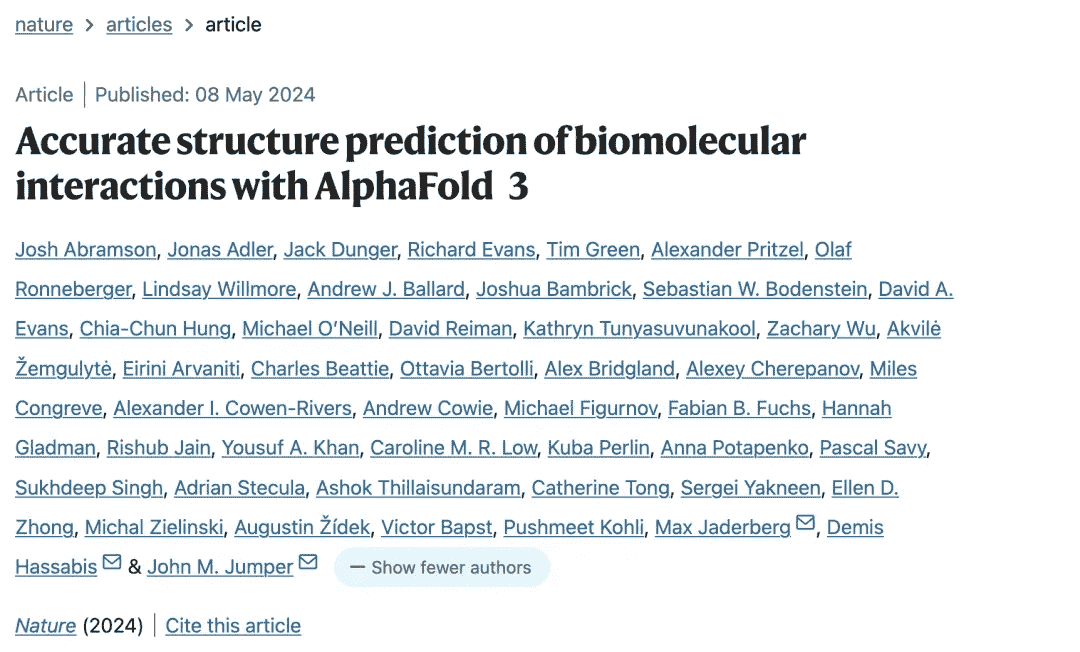 nature > articles > article
Article | Published: 08 May 2024
Accurate structure prediction of biomolecular
interactions with AlphaFold 3
Josh Abramson, Jonas Adler, Jack Dunger, Richard Evans, Tim Green, Alexander Pritzel, Olaf
Ronneberger, Lindsay Willmore, Andrew J. Ballard, Joshua Bambrick, Sebastian W. Bodenstein, David A.
Evans, Chia-Chun Hung, Michael O’Neill, David Reiman, Kathryn Tunyasuvunakool, Zachary Wu, Akvilė
Žemgulytė, Eirini Arvaniti, Charles Beattie, Ottavia Bertolli, Alex Bridgland, Alexey Cherepanov, Miles
Congreve, Alexander I. Cowen-Rivers, Andrew Cowie, Michael Figurnov, Fabian B. Fuchs, Hannah
Gladman, Rishub Jain, Yousuf A. Khan, Caroline M. R. Low, Kuba Perlin, Anna Potapenko, Pascal Savy,
Sukhdeep Singh, Adrian Stecula, Ashok Thillaisundaram, Catherine Tong, Sergei Yakneen, Ellen D.
Zhong, Michal Zielinski, Augustin Žídek, Victor Bapst, Pushmeet Kohli, Max Jaderberg, Demis
Hassabis & John M. Jumper — Show fewer authors
Nature (2024) | Cite this article